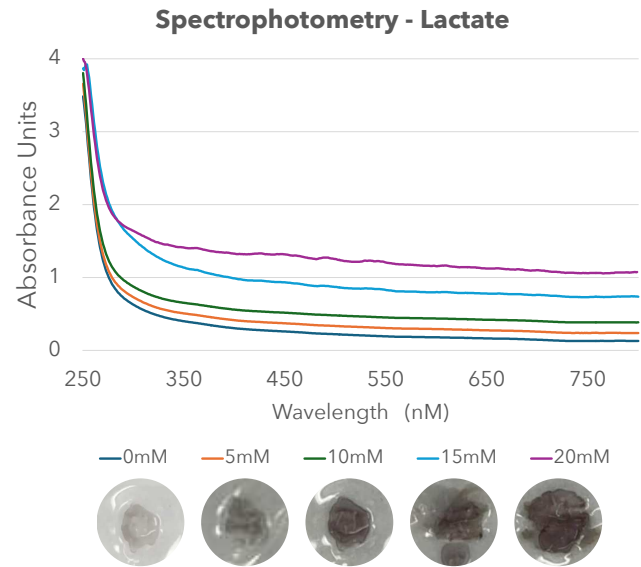 Spectrophotometry - Lactate
Absorbance Units
4
3
2
1
0
250 350 450 550 650 750
Wavelength (nM)
0mM 5mM 10mM 15mM 20mM